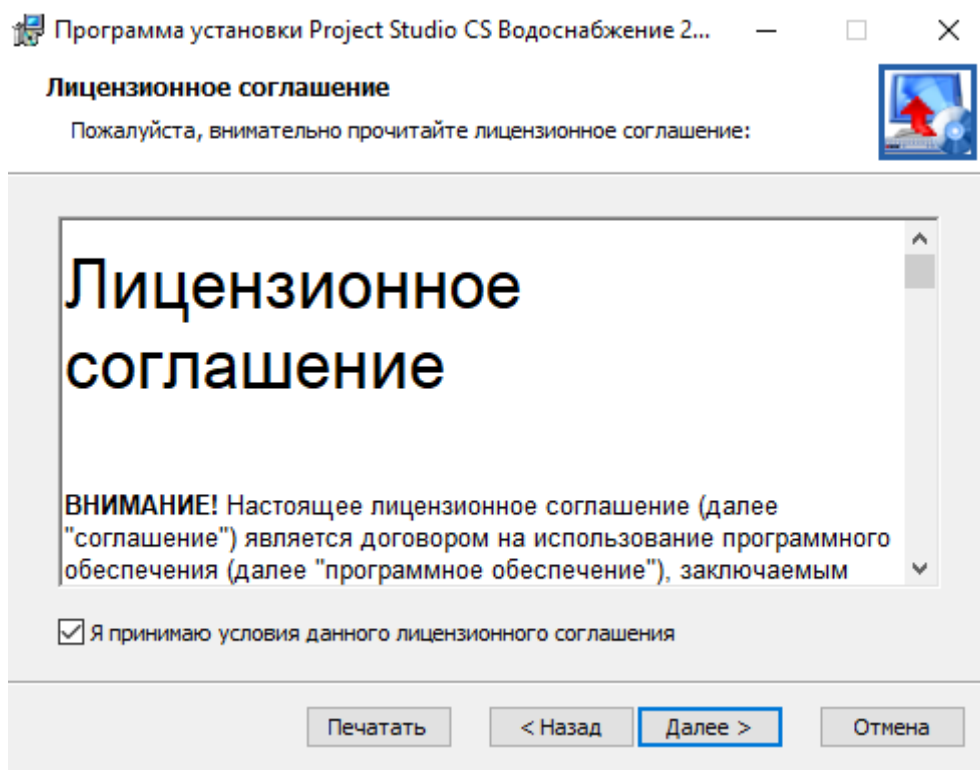 Программа установки Project Studio CS Водоснабжение 2...
Лицензионное соглашение
Пожалуйста, внимательно прочитайте лицензионное соглашение:
Лицензионное
соглашение
ВНИМАНИЕ! Настоящее лицензионное соглашение (далее
"соглашение") является договором на использование программного
обеспечения (далее "программное обеспечение"), заключаемым
Я принимаю условия данного лицензионного соглашения
Печатать < Назад Далее > Отмена